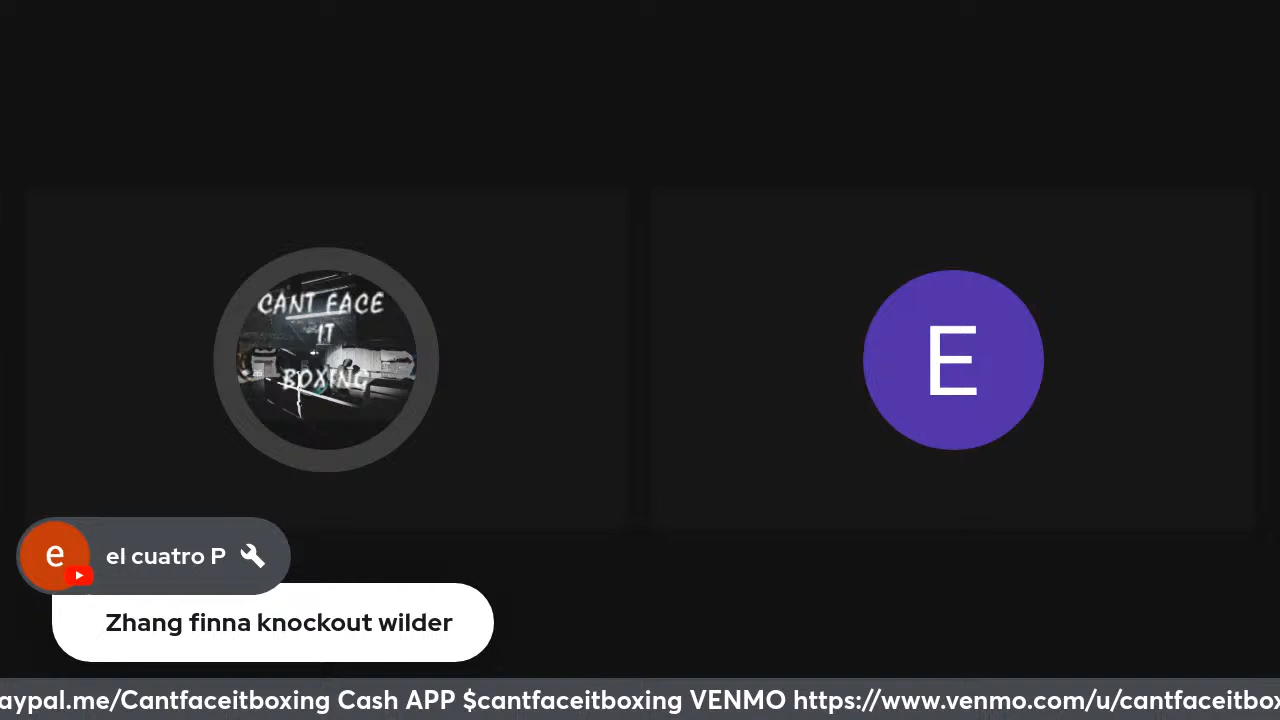 CANT FACE
IT
BOXING
E
e
el cuatro P
Zhang finna knockout wilder
aypal.me/Cantfaceitboxing Cash APP $cantfaceitboxing VENMO https://www.venmo.com/u/cantfaceitbox